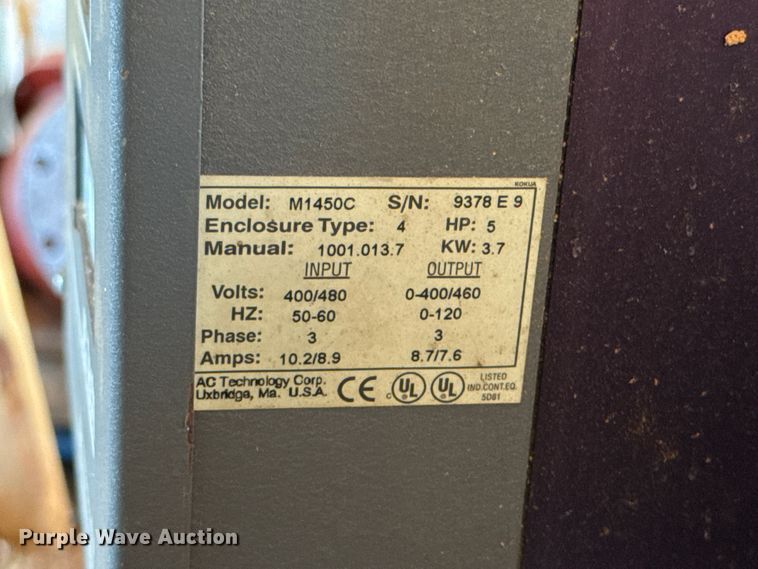 KOKUA
Model: M1450C S/N: 9378 E 9
Enclosure Type: 4 HP: 5
Manual: 1001.013.7 KW: 3.7
INPUT OUTPUT
Volts: 400/480 0-400/460
HZ: 50-60 0-120
Phase: 3 3
Amps: 10.2/8.9 8.7/7.6
AC Technology Corp. CE c UL UL LISTED
Uxbridge, Ma. U.S.A. IND.CONT.EQ.
5D81
Purple Wave Auction